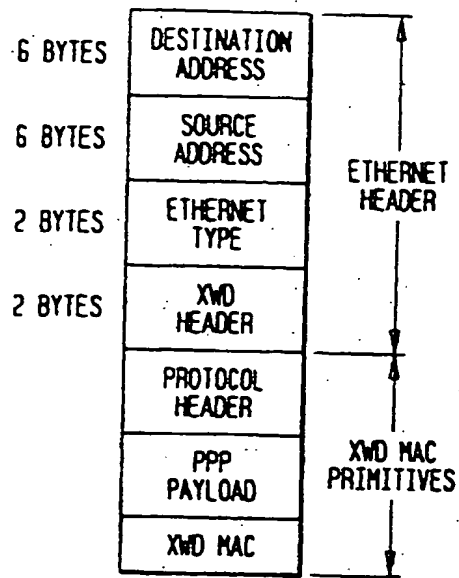 6 BYTES
DESTINATION
ADDRESS
6 BYTES
SOURCE
ADDRESS
2 BYTES
ETHERNET
TYPE
2 BYTES
XWD
HEADER
ETHERNET
HEADER
PROTOCOL
HEADER
PPP
PAYLOAD
XWD MAC
XWD MAC
PRIMITIVES